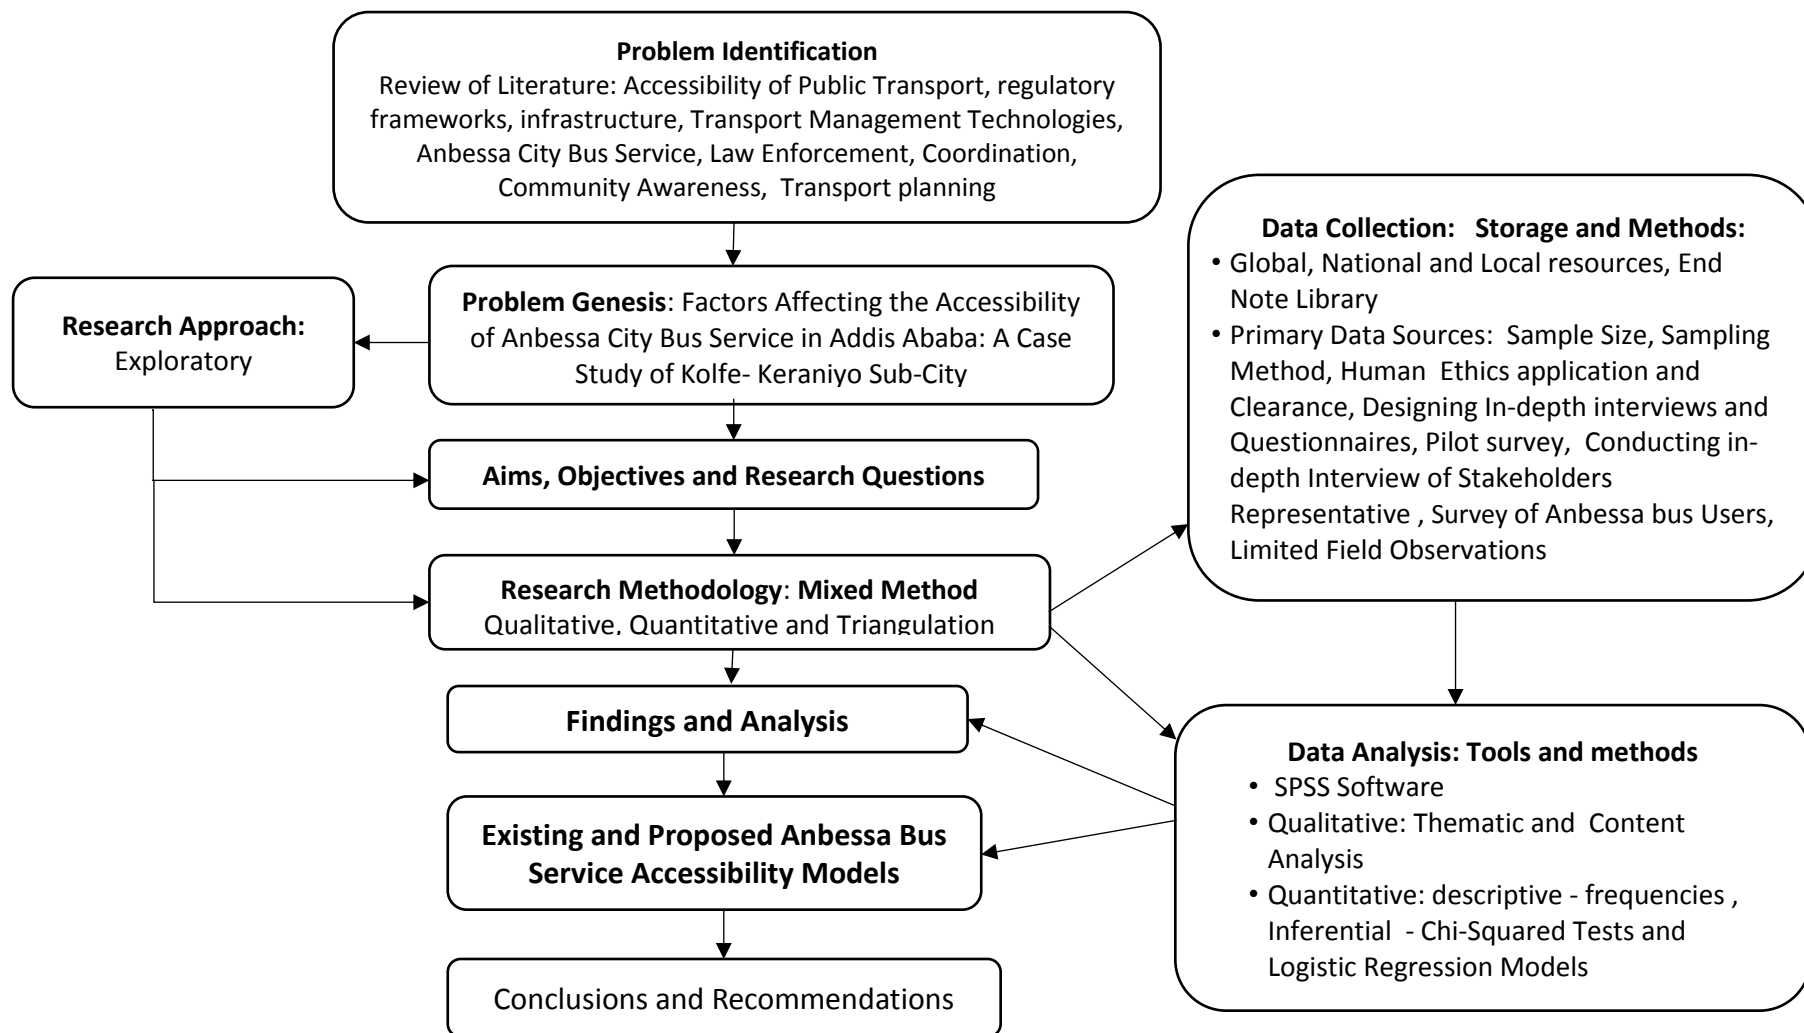 Problem Identification
Review of Literature: Accessibility of Public Transport, regulatory
frameworks, infrastructure, Transport Management Technologies,
Anbessa City Bus Service, Law Enforcement, Coordination,
Community Awareness, Transport planning
Problem Genesis: Factors Affecting the Accessibility
of Anbessa City Bus Service in Addis Ababa: A Case
Study of Kolfe- Keraniyo Sub-City
Research Approach:
Exploratory
Aims, Objectives and Research Questions
Research Methodology: Mixed Method
Qualitative, Quantitative and Triangulation
Data Collection: Storage and Methods:
• Global, National and Local resources, End
Note Library
• Primary Data Sources: Sample Size, Sampling
Method, Human Ethics application and
Clearance, Designing In-depth interviews and
Questionnaires, Pilot survey, Conducting in-
depth Interview of Stakeholders
Representative , Survey of Anbessa bus Users,
Limited Field Observations
Data Analysis: Tools and methods
• SPSS Software
• Qualitative: Thematic and Content
Analysis
• Quantitative: descriptive - frequencies ,
Inferential - Chi-Squared Tests and
Logistic Regression Models
Findings and Analysis
Existing and Proposed Anbessa Bus
Service Accessibility Models
Conclusions and Recommendations